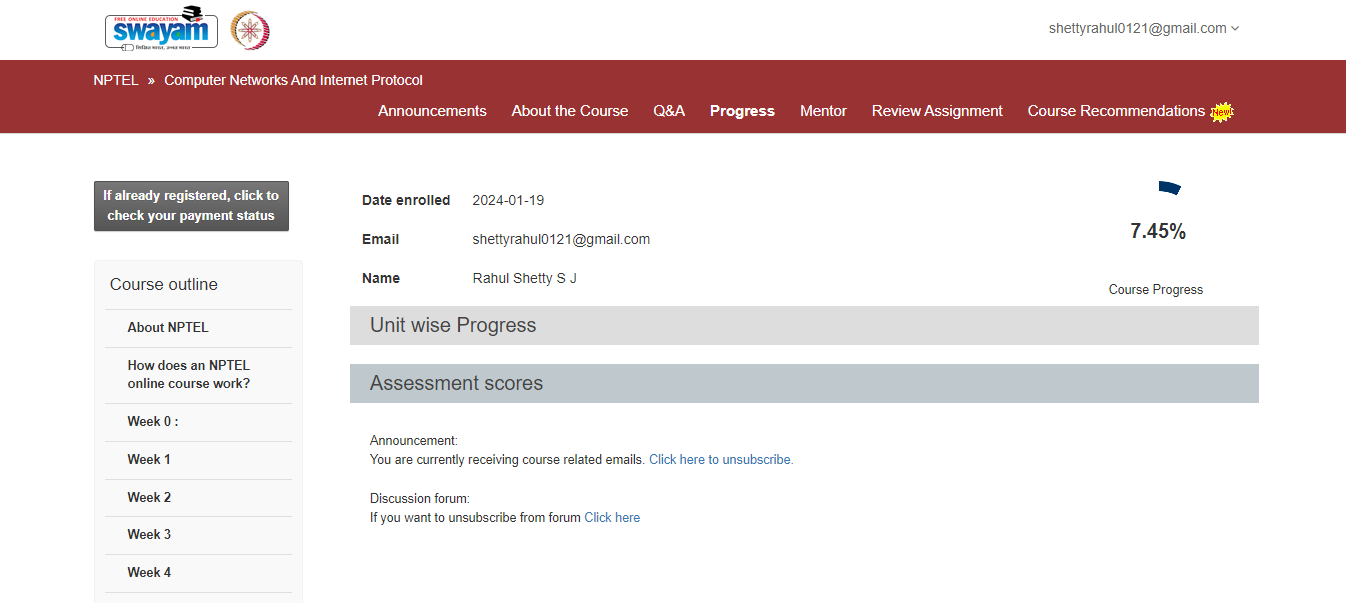 FREE ONLINE EDUCATION
swayam
शिक्षित भारत, उन्नत भारत
shettyrahul0121@gmail.com
NPTEL » Computer Networks And Internet Protocol
Announcements About the Course Q&A Progress Mentor Review Assignment Course Recommendations New!
If already registered, click to
check your payment status
Course outline
About NPTEL
How does an NPTEL
online course work?
Week 0 :
Week 1
Week 2
Week 3
Week 4
Date enrolled 2024-01-19
Email shettyrahul0121@gmail.com
Name Rahul Shetty S J
7.45%
Course Progress
Unit wise Progress
Assessment scores
Announcement:
You are currently receiving course related emails. Click here to unsubscribe.
Discussion forum:
If you want to unsubscribe from forum Click here